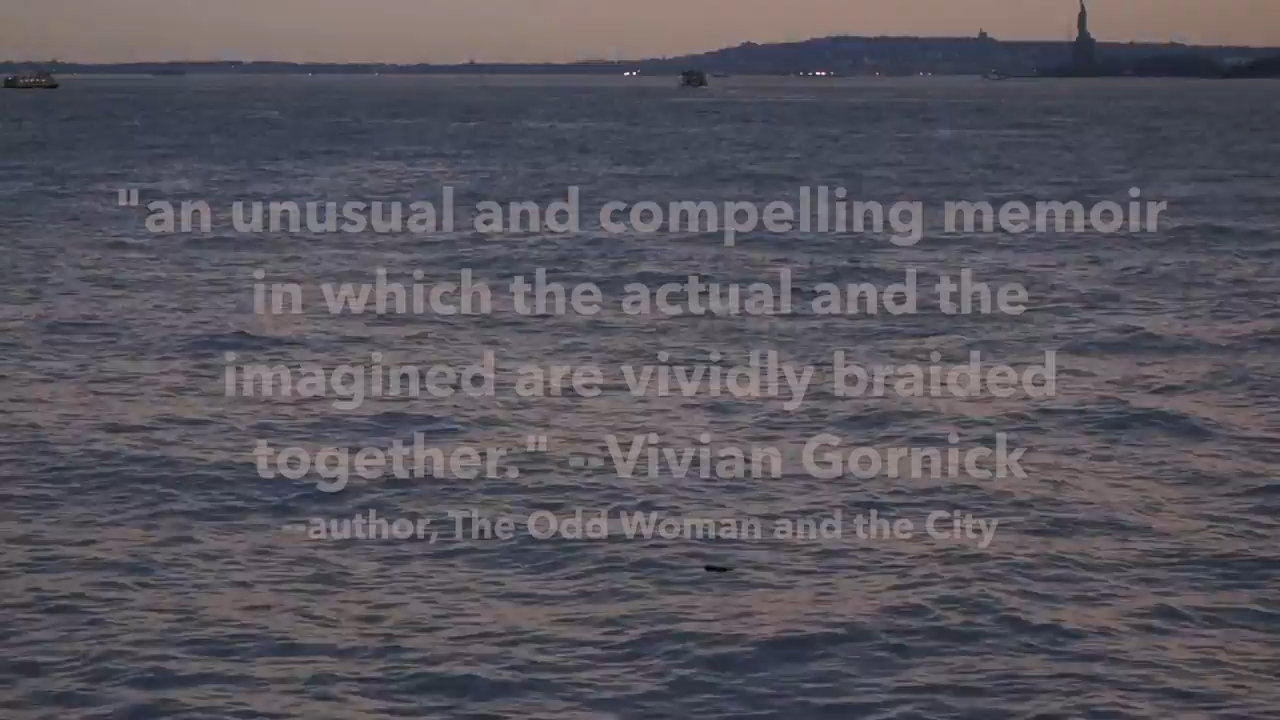 "an unusual and compelling memoir
in which the actual and the
imagined are vividly braided
together." --Vivian Gornick
--author, The Odd Woman and the City